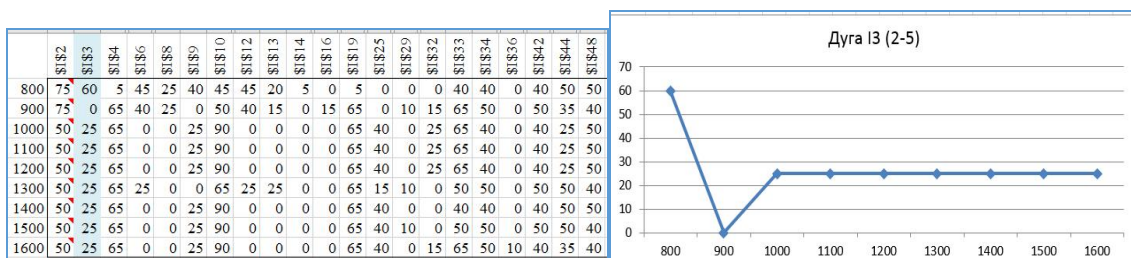 $I$2 $I$3 $I$4 $I$6 $I$8 $I$9 $I$10 $I$12 $I$13 $I$14 $I$16 $I$19 $I$25 $I$29 $I$32 $I$33 $I$34 $I$36 $I$42 $I$44 $I$48
800 75 60 5 45 25 40 45 45 20 5 0 5 0 0 0 40 40 0 40 50 50
900 75 0 65 40 25 0 50 40 15 0 15 65 0 10 15 65 50 0 50 35 40
1000 50 25 65 0 0 25 90 0 0 0 0 65 40 0 25 65 40 0 40 25 50
1100 50 25 65 0 0 25 90 0 0 0 0 65 40 0 25 65 40 0 40 25 50
1200 50 25 65 0 0 25 90 0 0 0 0 65 40 0 25 65 40 0 40 25 50
1300 50 25 65 25 0 0 65 25 25 0 0 65 15 10 0 50 50 0 50 50 40
1400 50 25 65 0 0 25 90 0 0 0 0 65 40 0 0 40 40 0 40 50 50
1500 50 25 65 0 0 25 90 0 0 0 0 65 40 10 0 50 50 0 50 50 40
1600 50 25 65 0 0 25 90 0 0 0 0 65 40 0 15 65 50 10 40 35 40
Дуга I3 (2-5)
70
60
50
40
30
20
10
0
800 900 1000 1100 1200 1300 1400 1500 1600